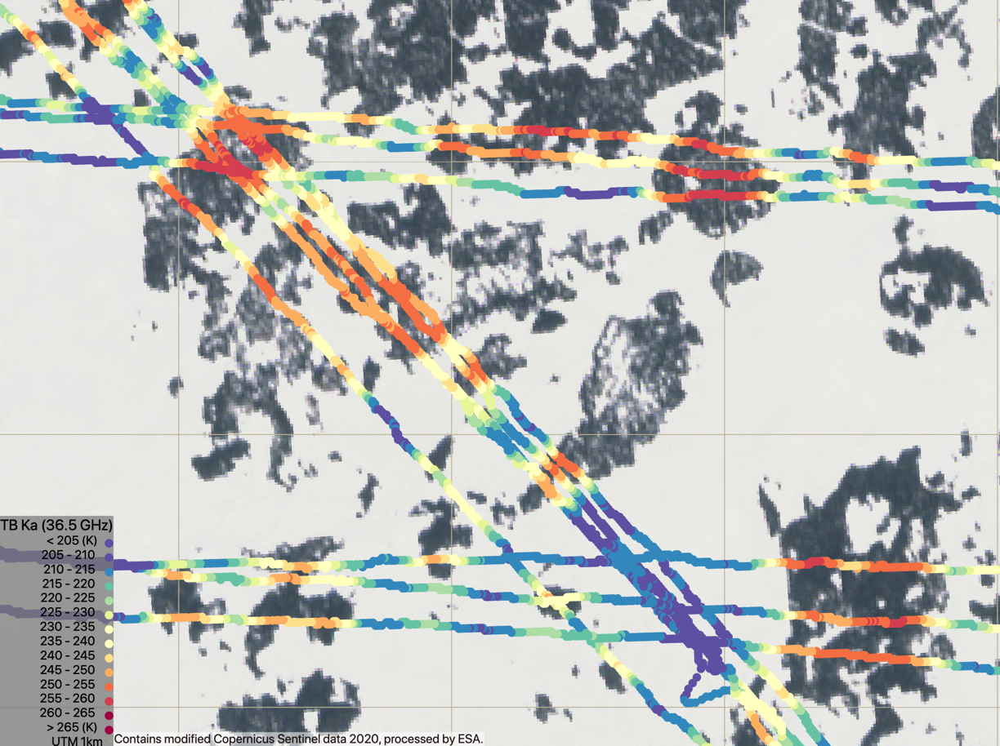 TB Ka (36.5 GHz)
< 205 (K)
205 - 210
210 - 215
215 - 220
220 - 225
225 - 230
230 - 235
235 - 240
240 - 245
245 - 250
250 - 255
255 - 260
260 - 265
> 265 (K)
UTM 1km
Contains modified Copernicus Sentinel data 2020, processed by ESA.